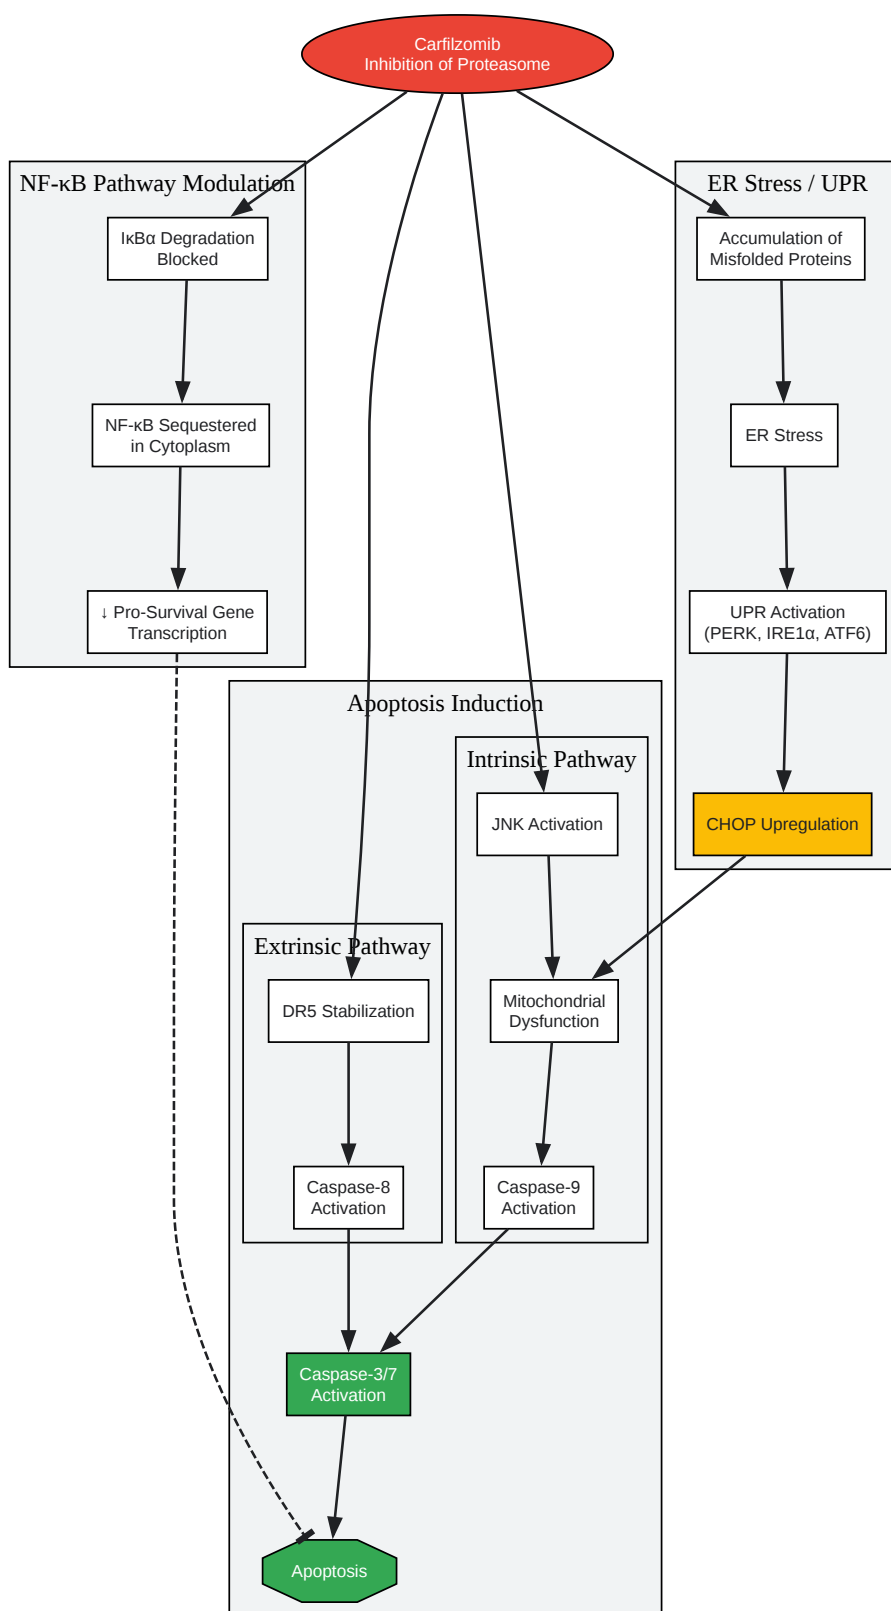 Carfilzomib
Inhibition of Proteasome
NF-κB Pathway Modulation
IκBα Degradation
Blocked
NF-κB Sequestered
in Cytoplasm
↓ Pro-Survival Gene
Transcription
ER Stress / UPR
Accumulation of
Misfolded Proteins
ER Stress
UPR Activation
(PERK, IRE1α, ATF6)
CHOP Upregulation
Apoptosis Induction
Intrinsic Pathway
JNK Activation
Mitochondrial
Dysfunction
Caspase-9
Activation
Extrinsic Pathway
DR5 Stabilization
Caspase-8
Activation
Caspase-3/7
Activation
Apoptosis